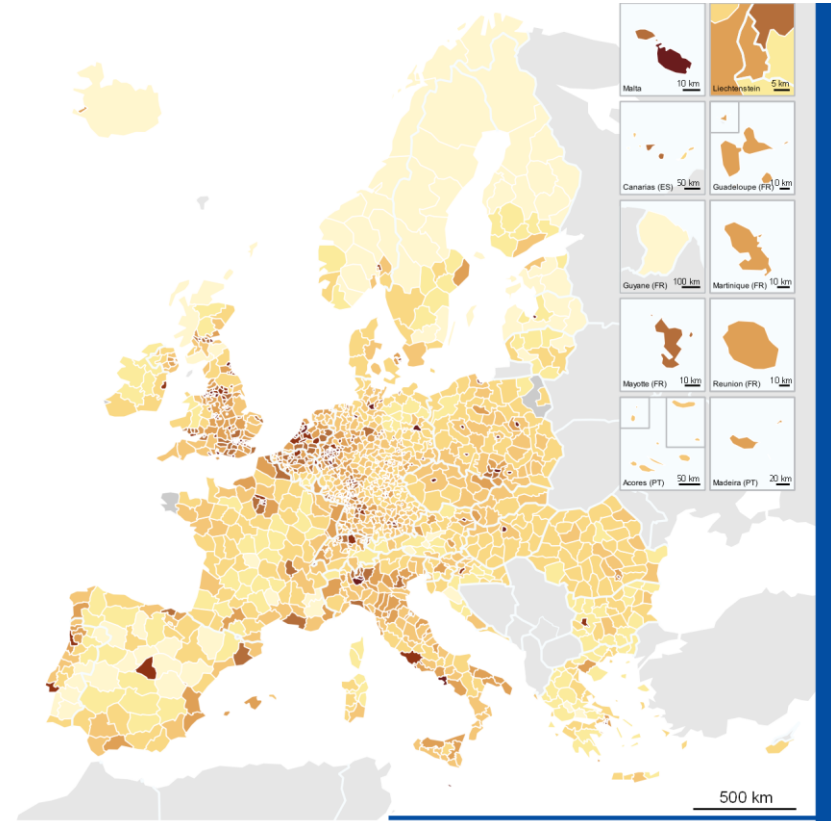 Malta 10 km
Liechtenstein 5 km
Canarias (ES) 50 km
Guadeloupe (FR) 10 km
Guyane (FR) 100 km
Martinique (FR) 10 km
Mayotte (FR) 10 km
Reunion (FR) 10 km
Acores (PT) 50 km
Madeira (PT) 20 km
500 km